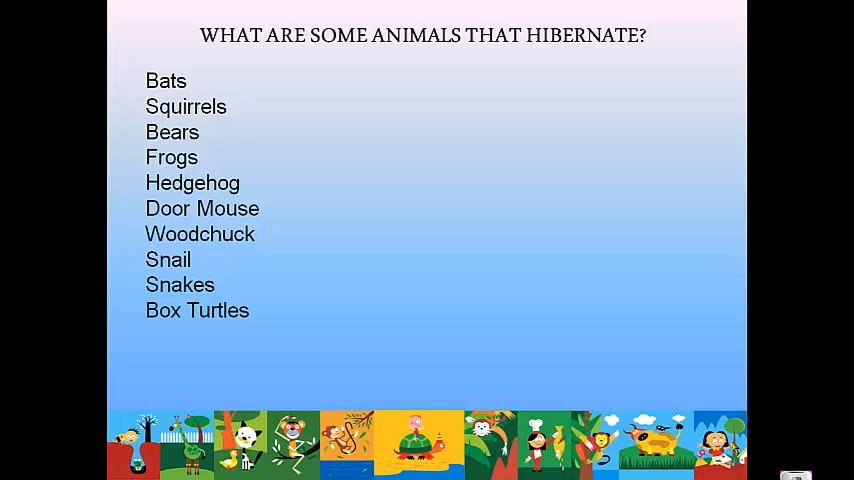 WHAT ARE SOME ANIMALS THAT HIBERNATE?
Bats
Squirrels
Bears
Frogs
Hedgehog
Door Mouse
Woodchuck
Snail
Snakes
Box Turtles